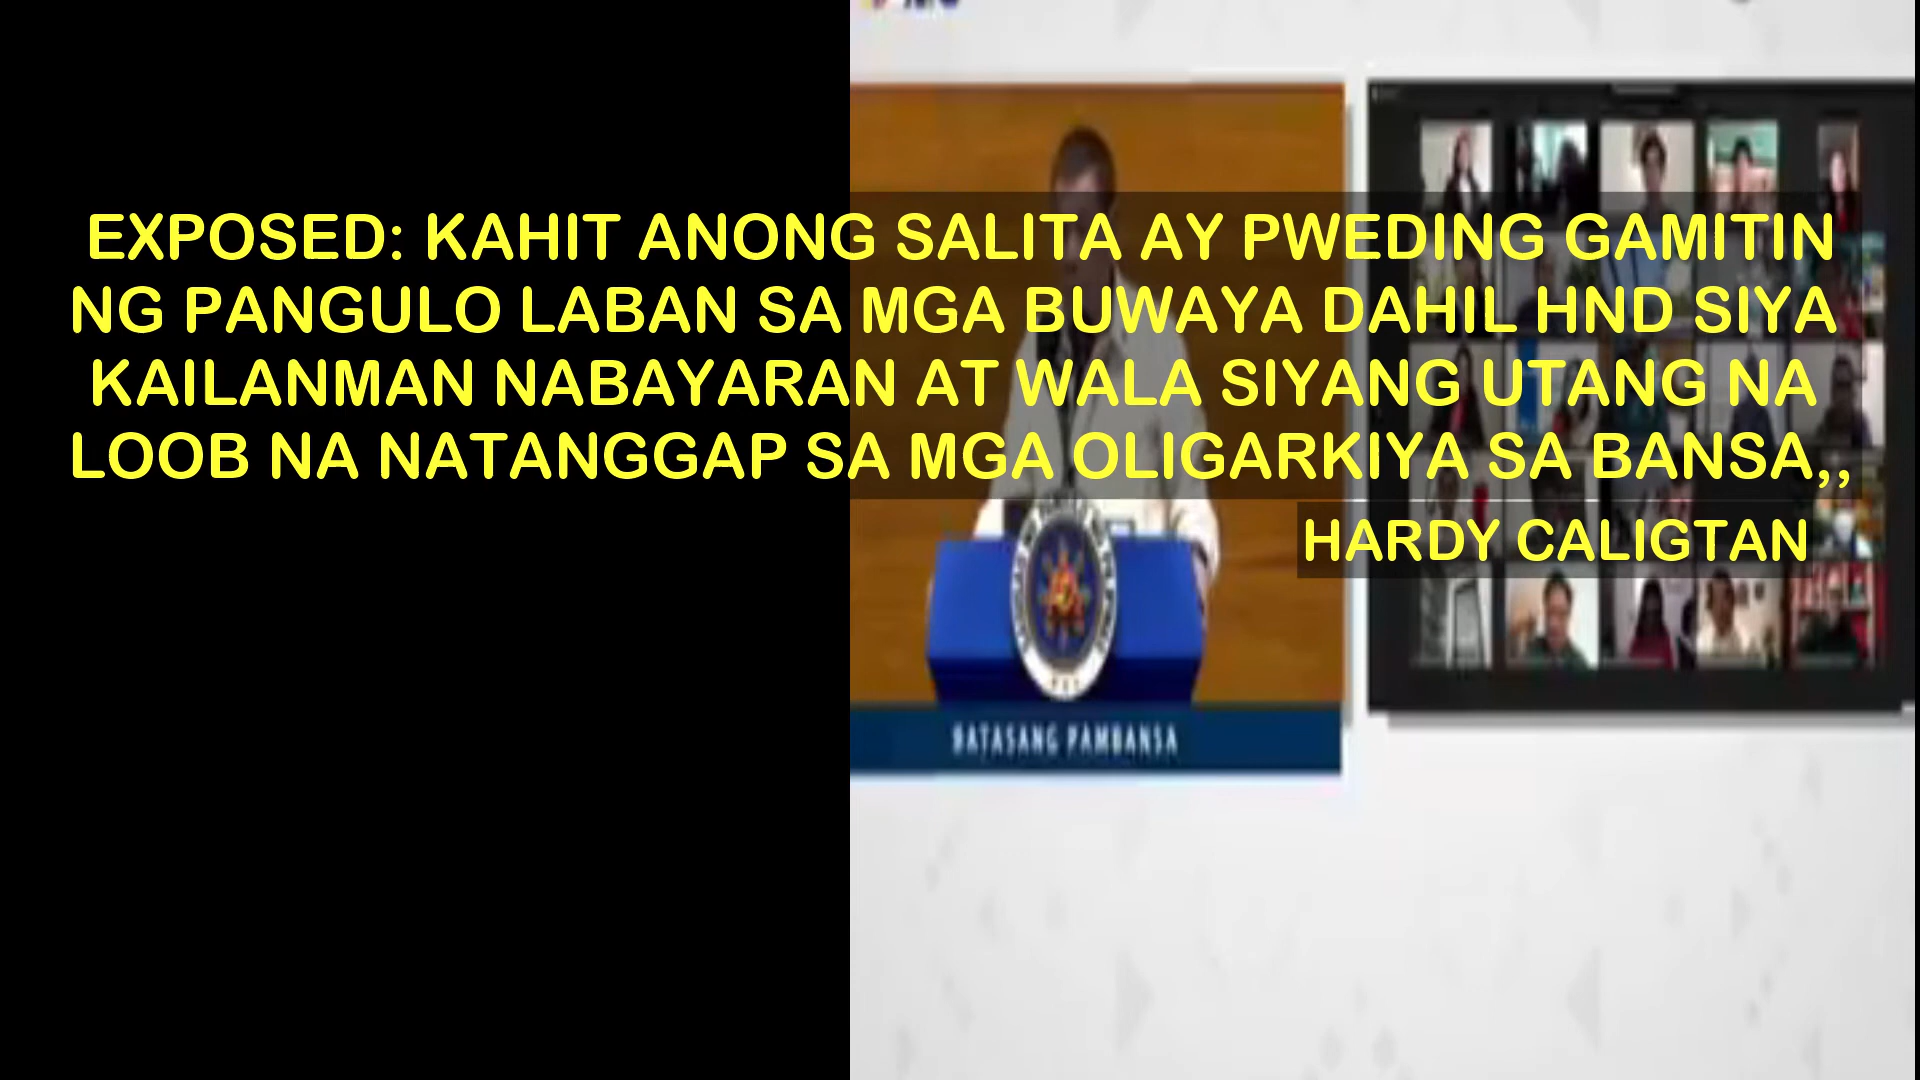 EXPOSED: KAHIT ANONG SALITA AY PWEDING GAMITIN
NG PANGULO LABAN SA MGA BUWAYA DAHIL HND SIYA
KAILANMAN NABAYARAN AT WALA SIYANG UTANG NA
LOOB NA NATANGGAP SA MGA OLIGARKIYA SA BANSA,,
HARDY CALIGTAN
BATASANG PAMBANSA